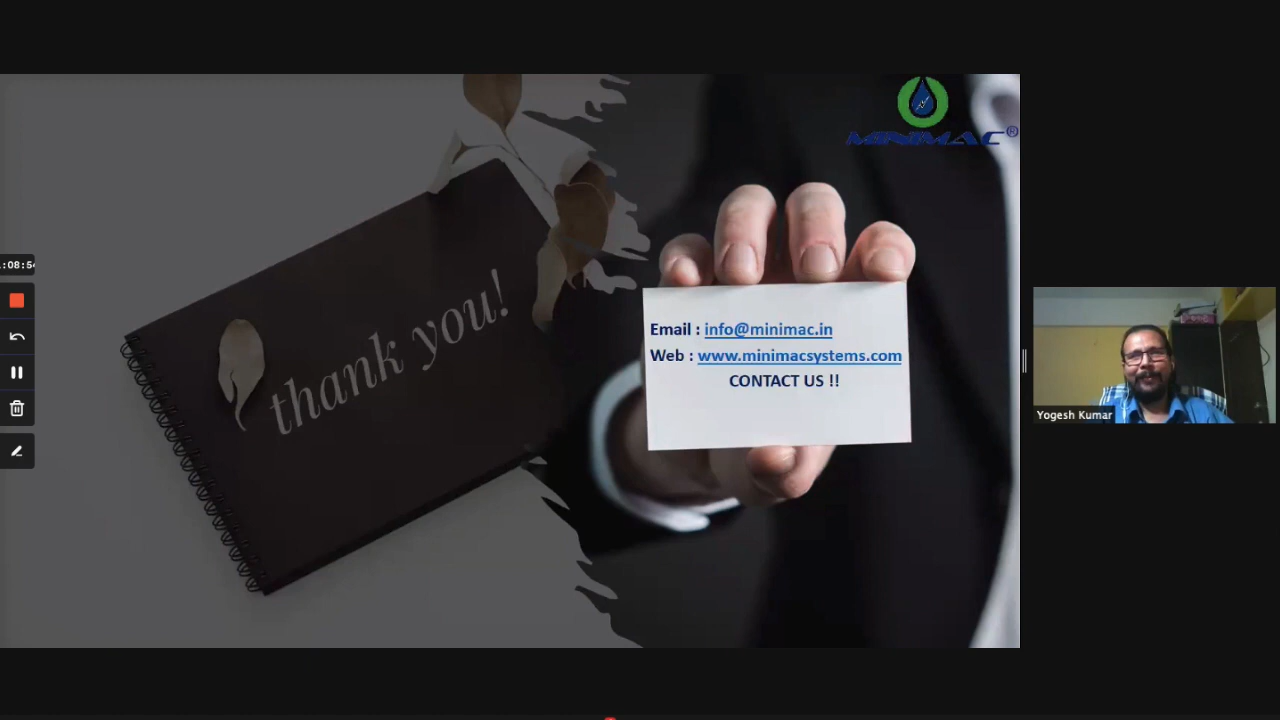 MINIMAC®
:08:54
thank you!
Email : info@minimac.in
Web : www.minimacsystems.com
CONTACT US !!
Yogesh Kumar